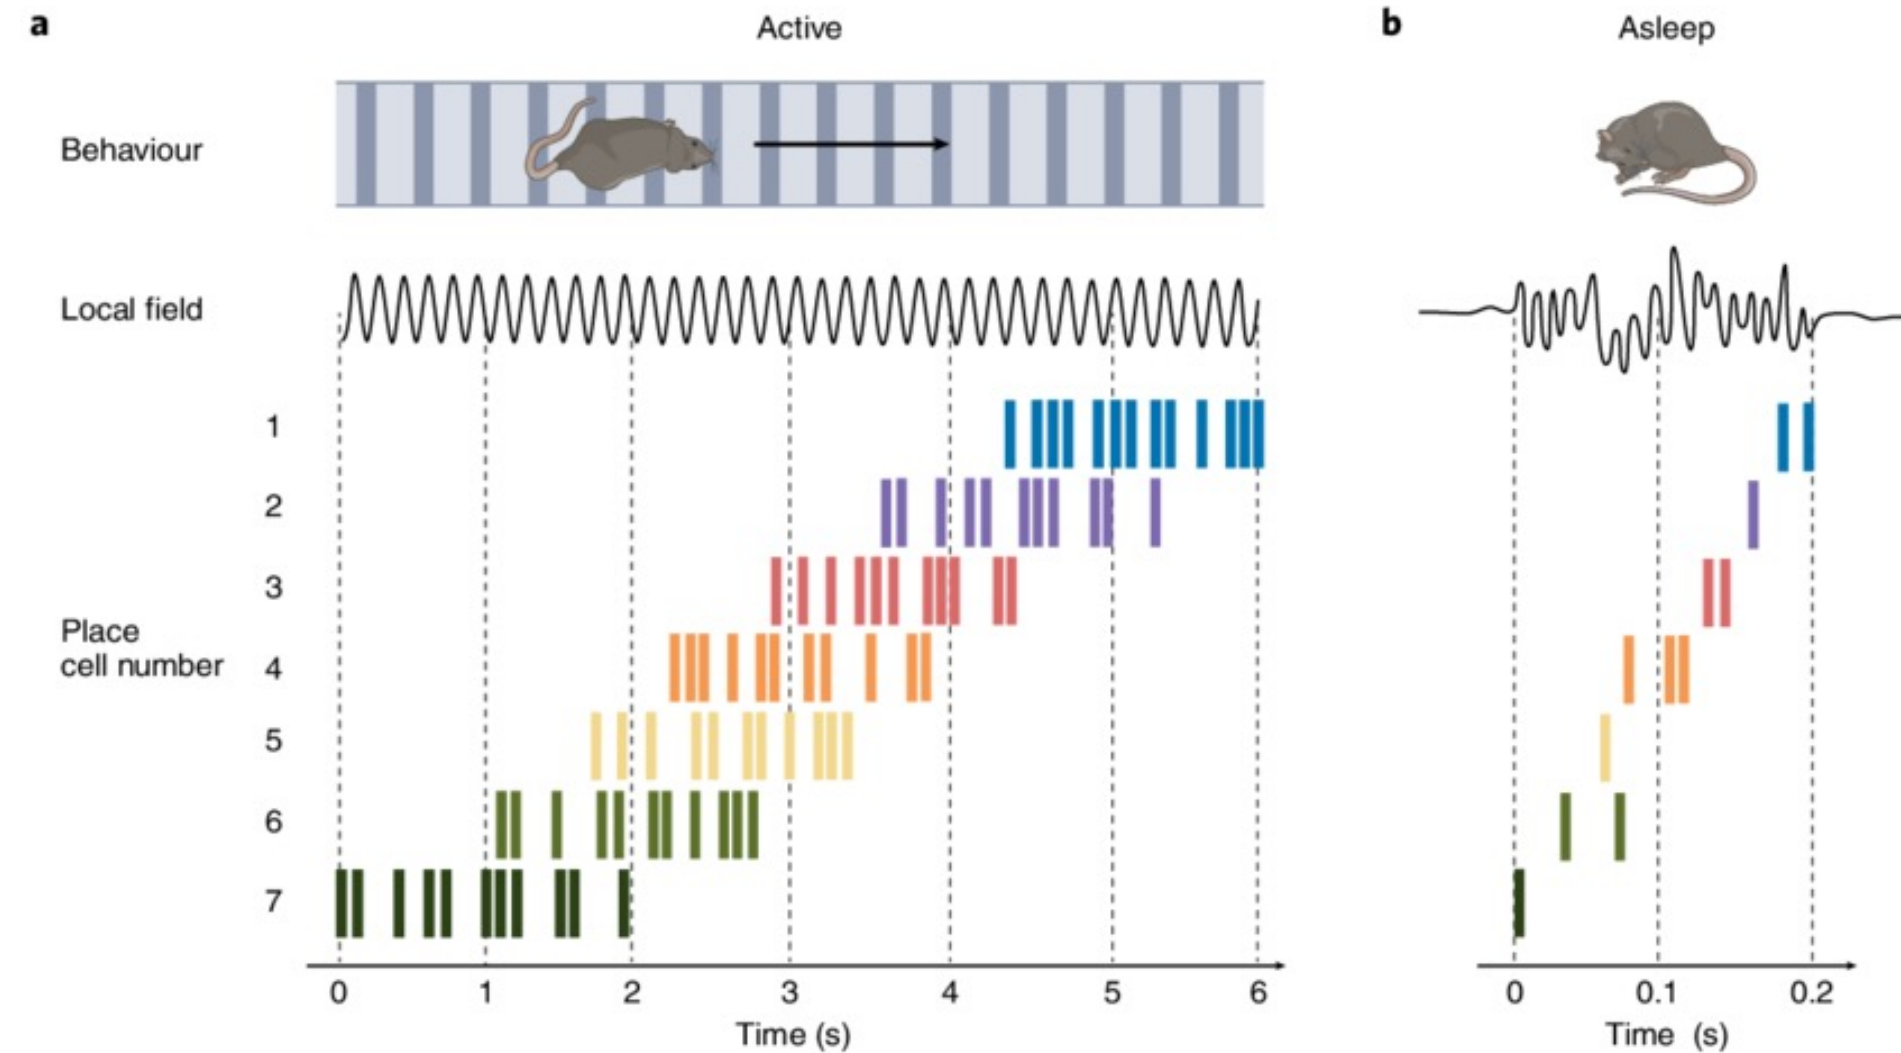 a
Active
b
Asleep
Behaviour
Local field
1
2
3
Place
cell number
4
5
6
7
0 1 2 3 4 5 6
Time (s)
0 0.1 0.2
Time (s)